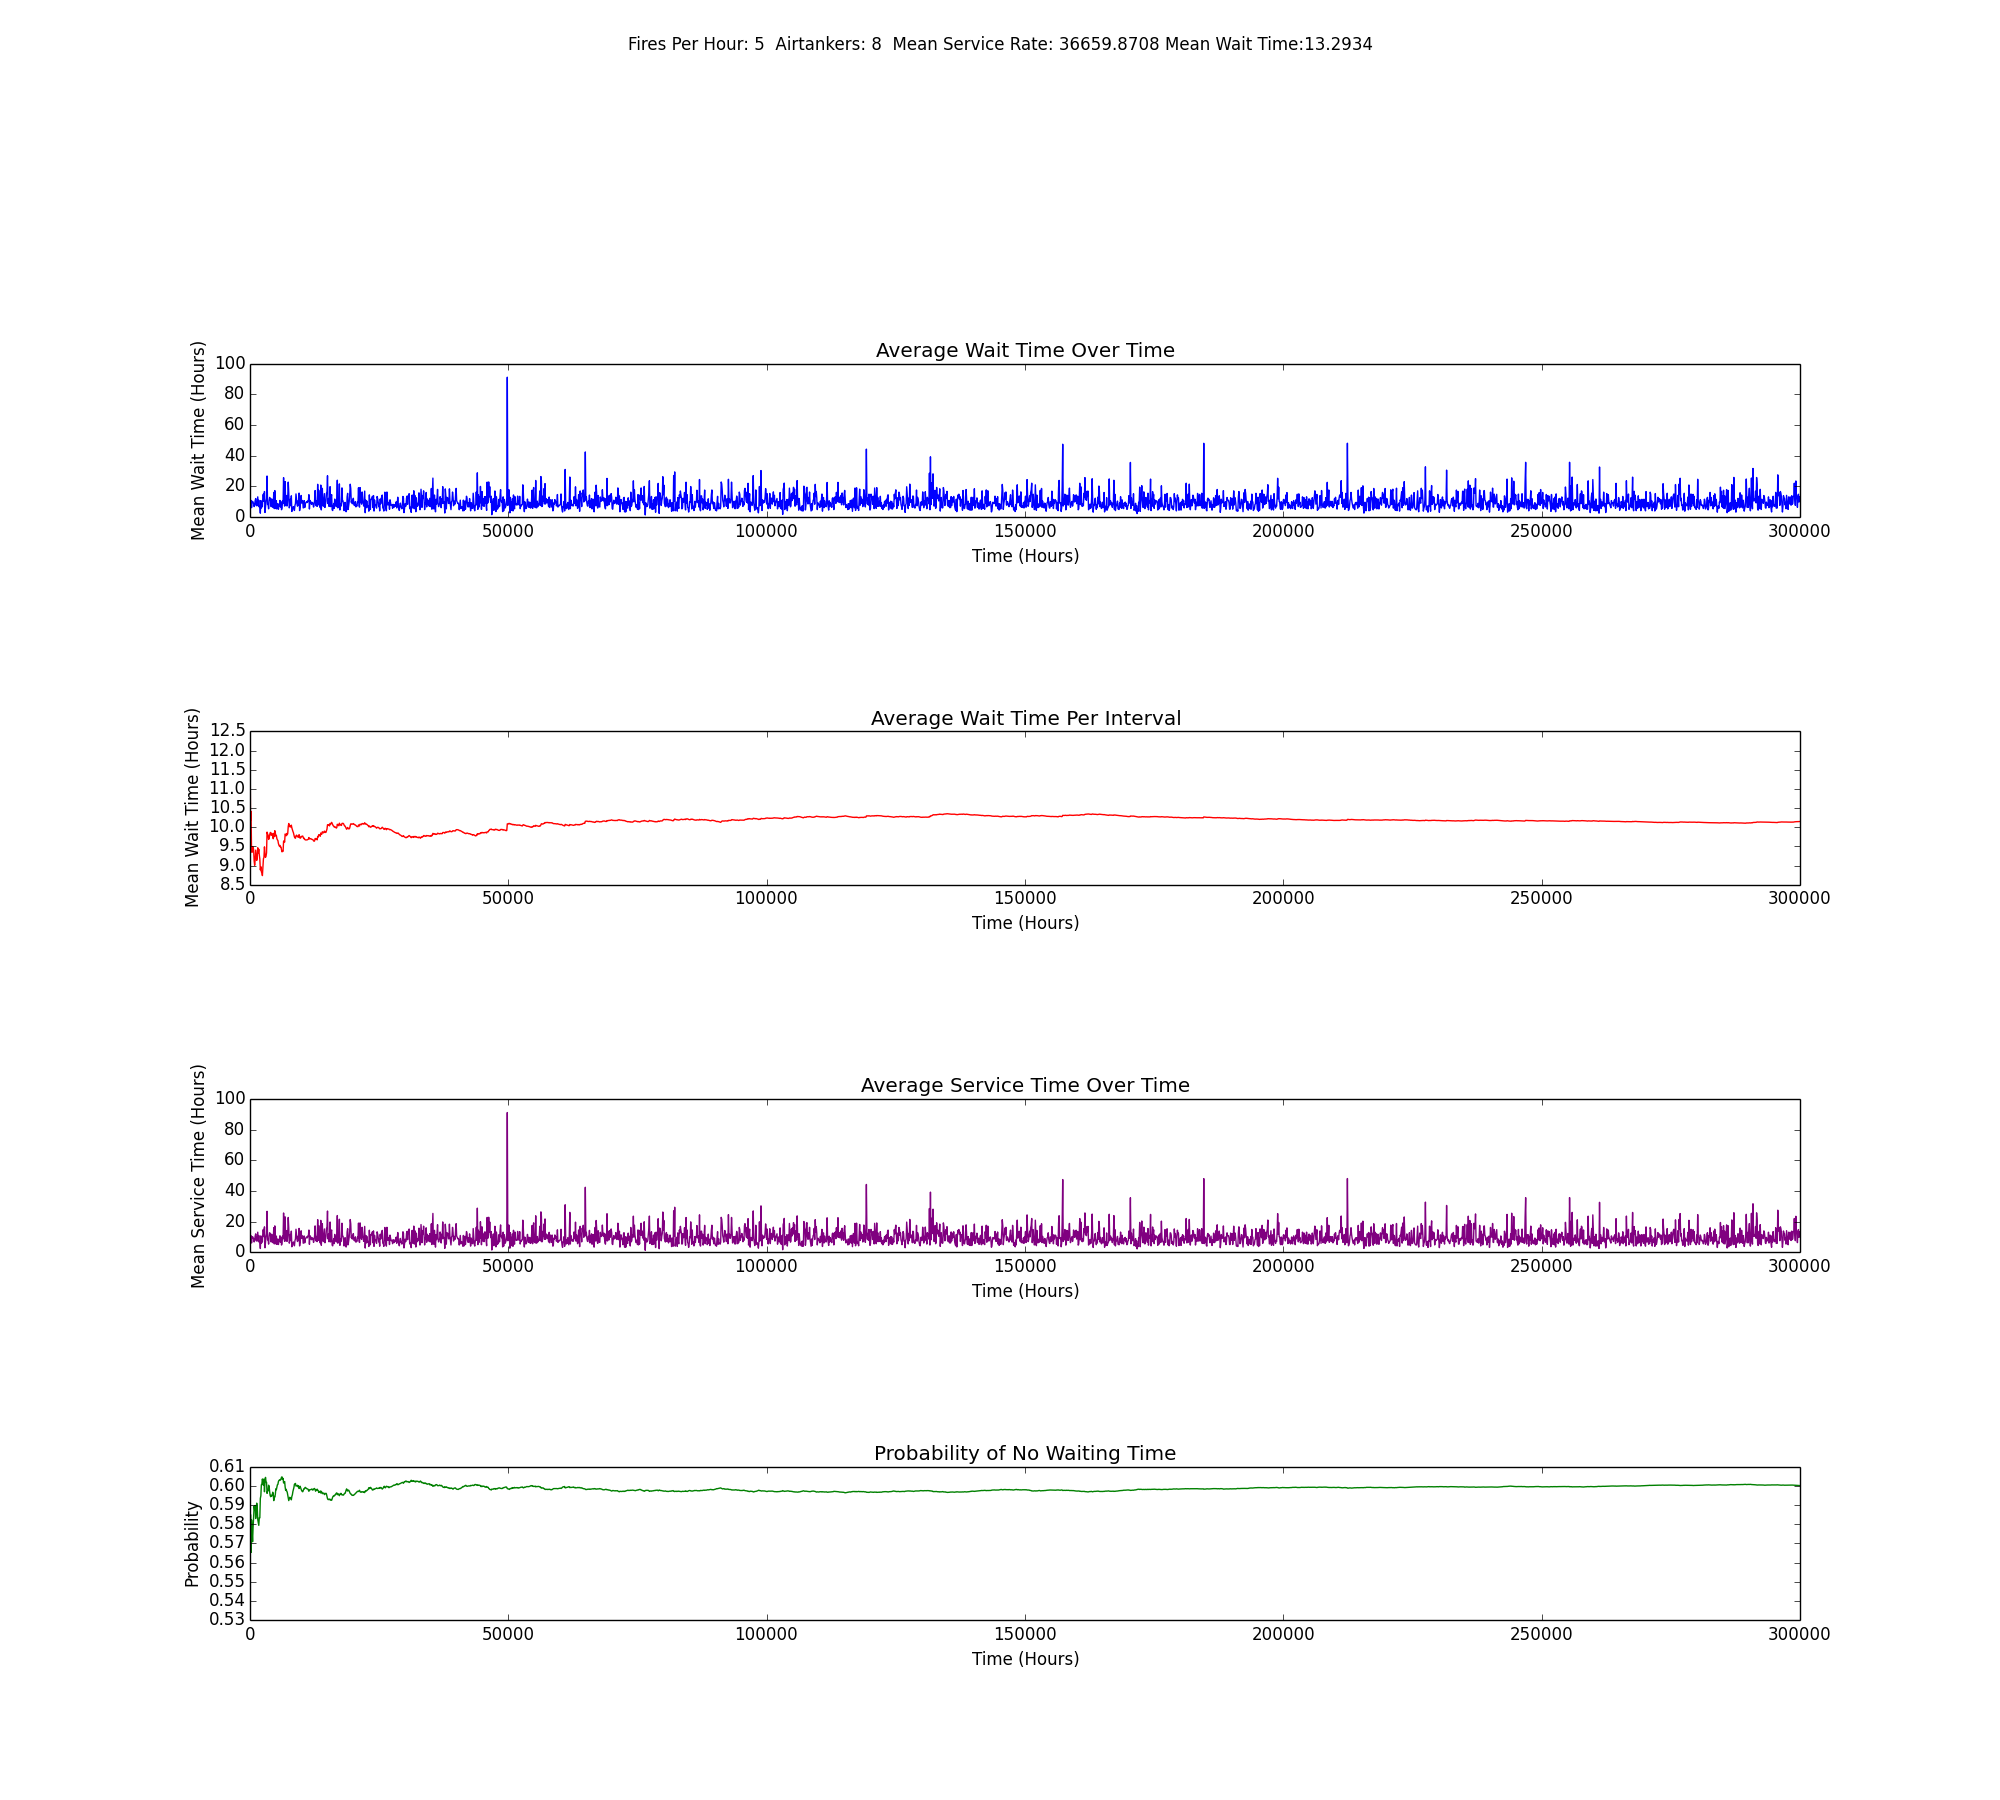 Fires Per Hour: 5  Airtankers: 8  Mean Service Rate: 36659.8708 Mean Wait Time:13.2934
Average Wait Time Over Time
Mean Wait Time (Hours)
100
80
60
40
20
0
0 50000 100000 150000 200000 250000 300000
Time (Hours)
Average Wait Time Per Interval
Mean Wait Time (Hours)
12.5
12.0
11.5
11.0
10.5
10.0
9.5
9.0
8.5
0 50000 100000 150000 200000 250000 300000
Time (Hours)
Average Service Time Over Time
Mean Service Time (Hours)
100
80
60
40
20
0
0 50000 100000 150000 200000 250000 300000
Time (Hours)
Probability of No Waiting Time
Probability
0.61
0.60
0.59
0.58
0.57
0.56
0.55
0.54
0.53
0 50000 100000 150000 200000 250000 300000
Time (Hours)